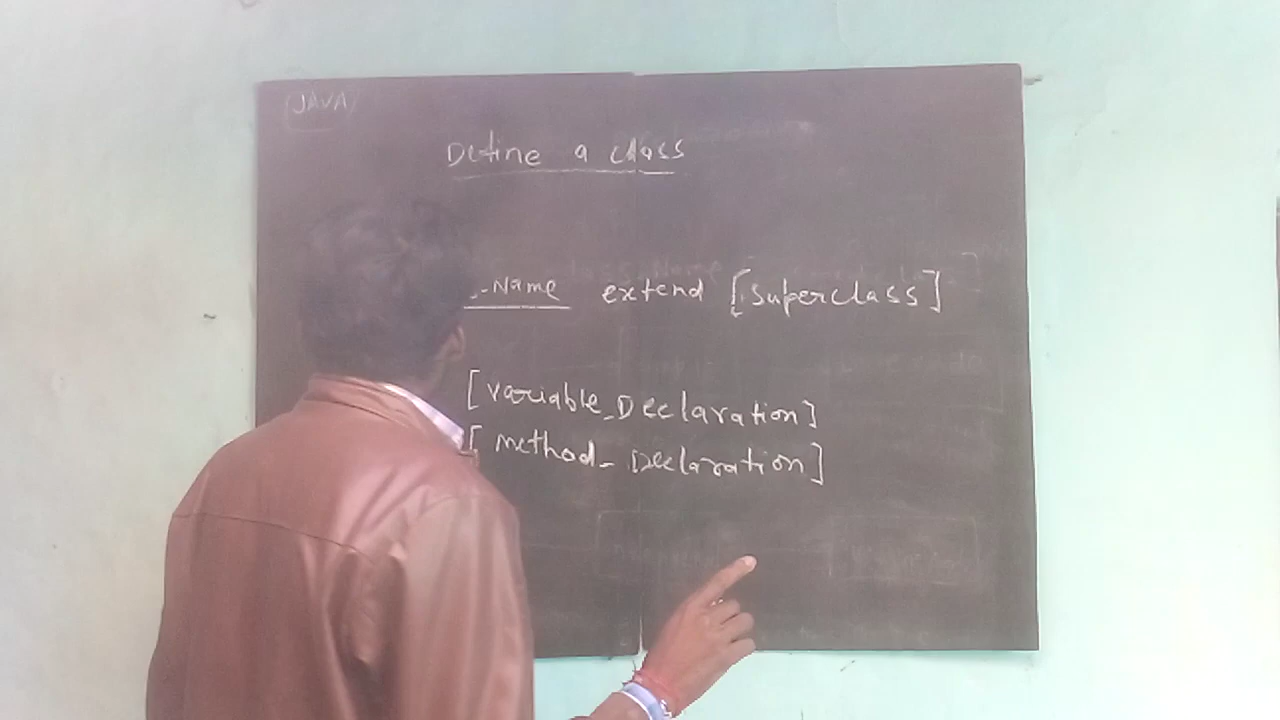 JAVA
Define a class
-Name extend [superclass]
[variable_Declaration]
[method_Declaration]